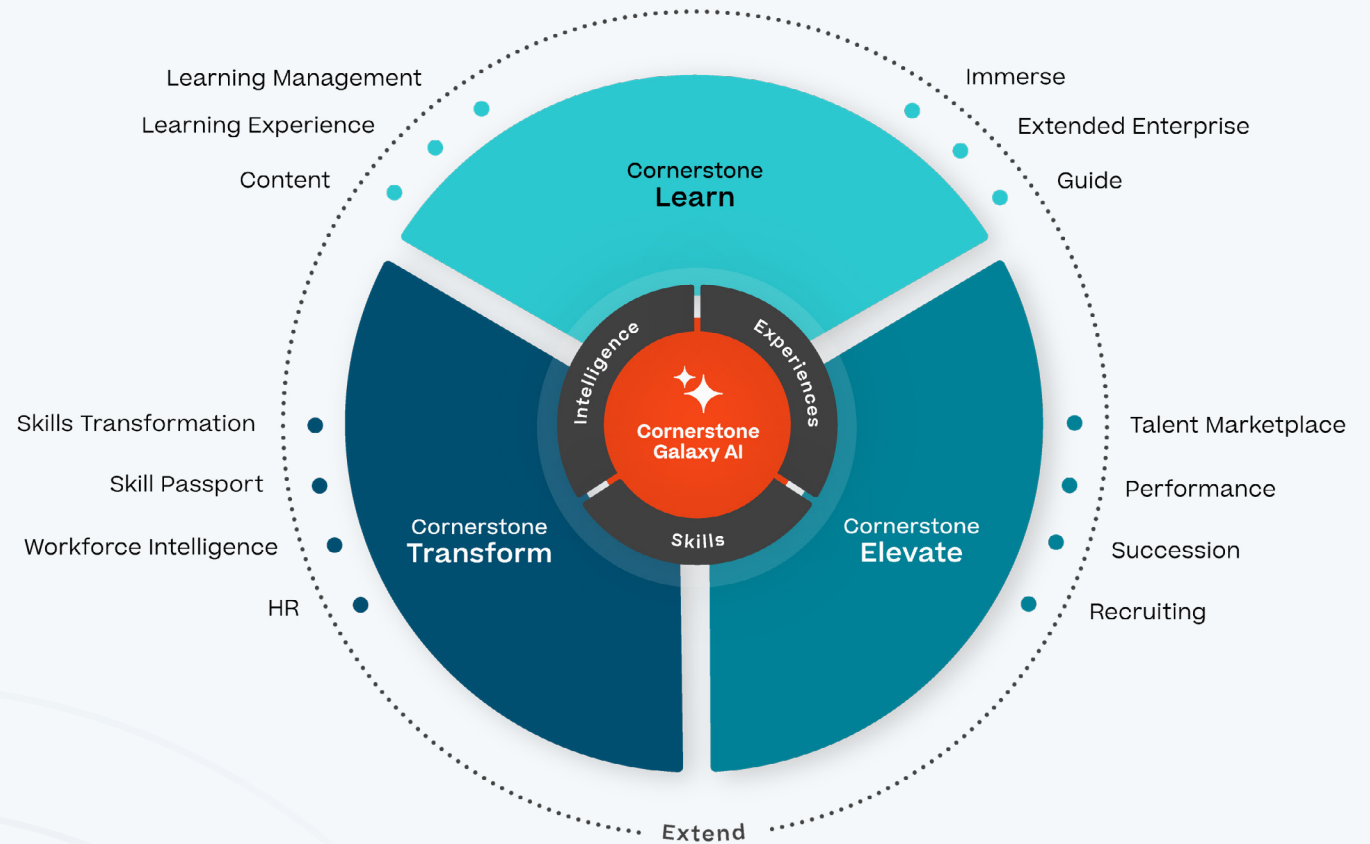 Learning Management
Learning Experience
Content
Immerse
Extended Enterprise
Guide
Cornerstone
Learn
Intelligence
Experiences
Skills
Cornerstone
Galaxy AI
Skills Transformation
Skill Passport
Workforce Intelligence
HR
Cornerstone
Transform
Cornerstone
Elevate
Talent Marketplace
Performance
Succession
Recruiting
Extend